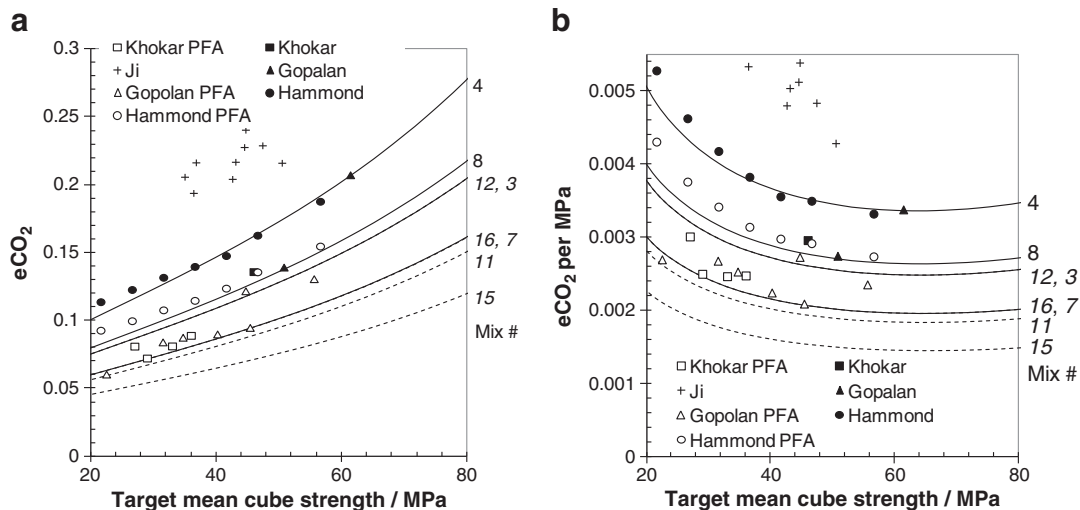 a
0.3
0.25
0.2
0.15
0.1
0.05
0
eCO2
Khokar PFA
Khokar
Ji
Gopalan
Gopolan PFA
Hammond
Hammond PFA
4
8
12, 3
16, 7
11
15
Mix #
20
40
60
80
Target mean cube strength / MPa
b
0.005
0.004
0.003
0.002
0.001
0.000
eCO2 per MPa
4
8
12, 3
16, 7
11
15
Mix #
Khokar PFA
Khokar
Ji
Gopalan
Gopolan PFA
Hammond
Hammond PFA
20
40
60
80
Target mean cube strength / MPa